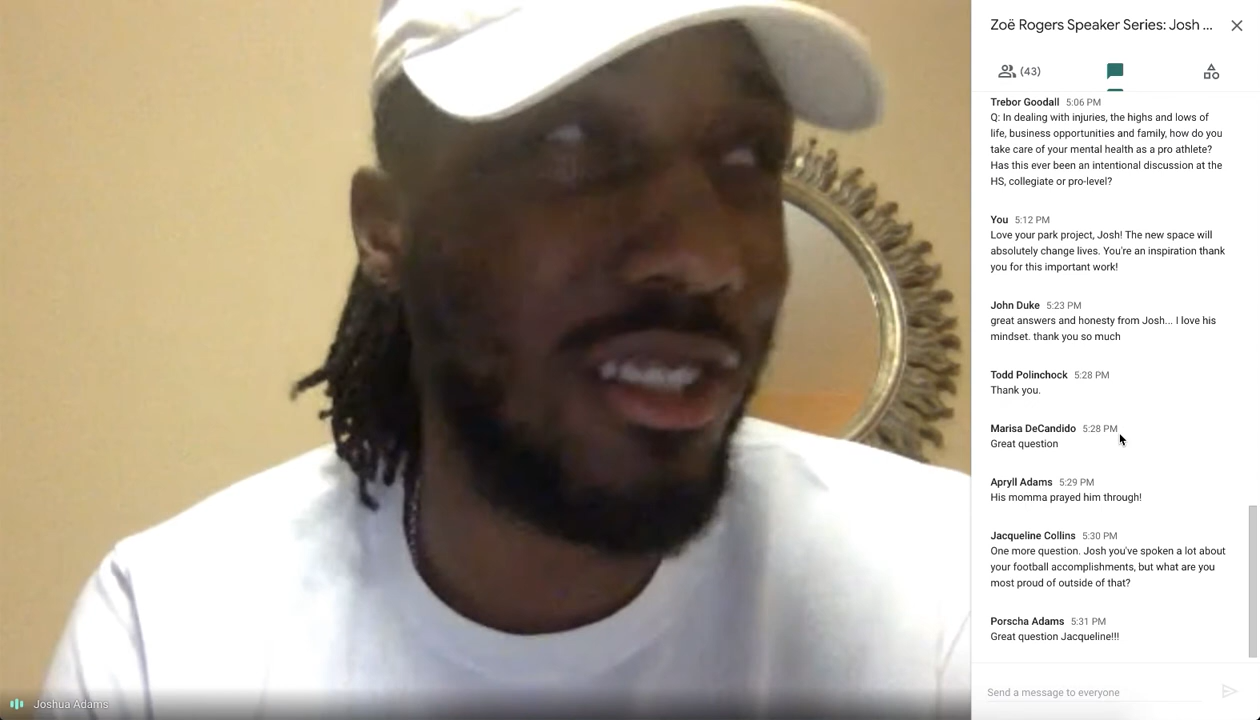 Zoë Rogers Speaker Series: Josh ...
(43)
Trebor Goodall 5:06 PM
Q: In dealing with injuries, the highs and lows of
life, business opportunities and family, how do you
take care of your mental health as a pro athlete?
Has this ever been an intentional discussion at the
HS, collegiate or pro-level?
You 5:12 PM
Love your park project, Josh! The new space will
absolutely change lives. You're an inspiration thank
you for this important work!
John Duke 5:23 PM
great answers and honesty from Josh... I love his
mindset. thank you so much
Todd Polinchock 5:28 PM
Thank you.
Marisa DeCandido 5:28 PM
Great question
Apryll Adams 5:29 PM
His momma prayed him through!
Jacqueline Collins 5:30 PM
One more question. Josh you've spoken a lot about
your football accomplishments, but what are you
most proud of outside of that?
Porscha Adams 5:31 PM
Great question Jacqueline!!!
Send a message to everyone
Joshua Adams